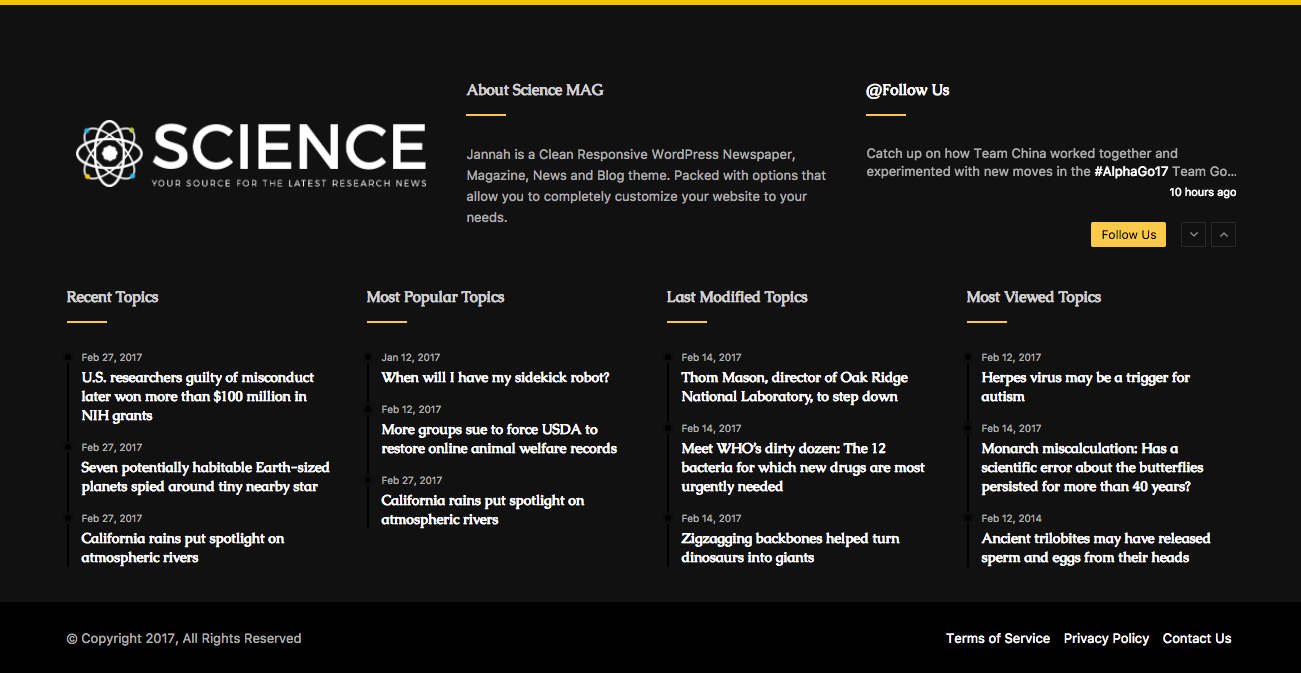 SCIENCE
YOUR SOURCE FOR THE LATEST RESEARCH NEWS
About Science MAG
Jannah is a Clean Responsive WordPress Newspaper,
Magazine, News and Blog theme. Packed with options that
allow you to completely customize your website to your
needs.
@Follow Us
Catch up on how Team China worked together and
experimented with new moves in the #AlphaGo17 Team Go...
10 hours ago
Follow Us
Recent Topics
Feb 27, 2017
U.S. researchers guilty of misconduct
later won more than $100 million in
NIH grants
Feb 27, 2017
Seven potentially habitable Earth-sized
planets spied around tiny nearby star
Feb 27, 2017
California rains put spotlight on
atmospheric rivers
Most Popular Topics
Jan 12, 2017
When will I have my sidekick robot?
Feb 12, 2017
More groups sue to force USDA to
restore online animal welfare records
Feb 27, 2017
California rains put spotlight on
atmospheric rivers
Last Modified Topics
Feb 14, 2017
Thom Mason, director of Oak Ridge
National Laboratory, to step down
Feb 14, 2017
Meet WHO's dirty dozen: The 12
bacteria for which new drugs are most
urgently needed
Feb 14, 2017
Zigzagging backbones helped turn
dinosaurs into giants
Most Viewed Topics
Feb 12, 2017
Herpes virus may be a trigger for
autism
Feb 14, 2017
Monarch miscalculation: Has a
scientific error about the butterflies
persisted for more than 40 years?
Feb 12, 2014
Ancient trilobites may have released
sperm and eggs from their heads
© Copyright 2017, All Rights Reserved
Terms of Service Privacy Policy Contact Us